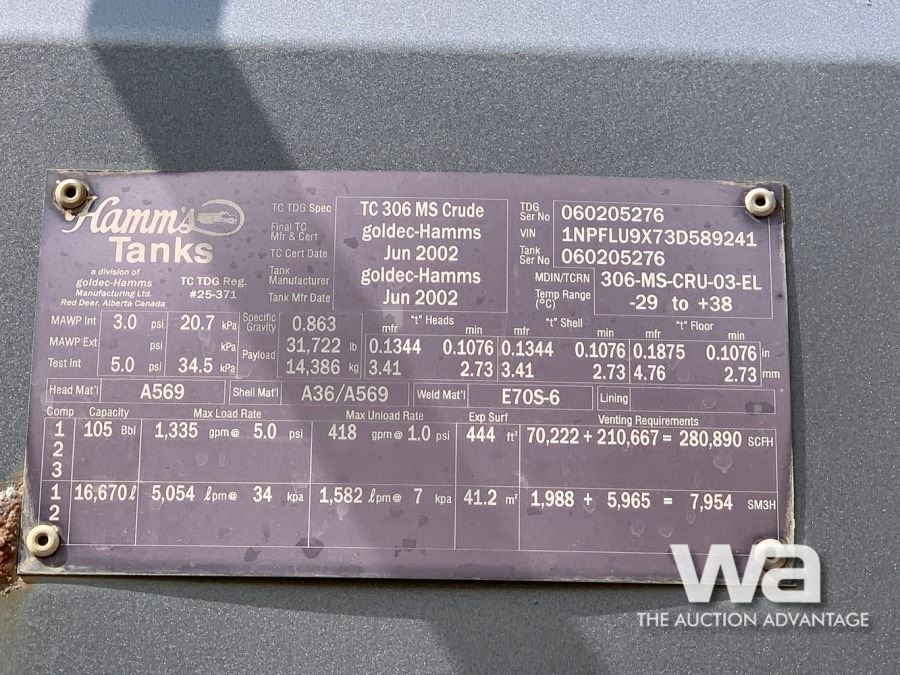 Hamm's
Tanks
a division of
goldec-Hamms
Manufacturing Ltd.
Red Deer, Alberta Canada
TC TDG Reg.
#25-371
TC TDG Spec TC 306 MS Crude
Final TC
Mfr & Cert goldec-Hamms
TC Cert Date Jun 2002
Tank
Manufacturer goldec-Hamms
Tank Mfr Date Jun 2002
TDG
Ser No 060205276
VIN 1NPFLU9X73D589241
Tank
Ser No 060205276
MDIN/TCRN 306-MS-CRU-03-EL
Temp Range
(°C) -29 to +38
MAWP Int 3.0 psi 20.7 kPa
MAWP Ext psi kPa
Test Int 5.0 psi 34.5 kPa
Specific
Gravity 0.863
Payload 31,722 lb
14,386 kg
"t" Heads "t" Shell "t" Floor
mfr min mfr min mfr min
0.1344 0.1076 0.1344 0.1076 0.1875 0.1076 in
3.41 2.73 3.41 2.73 4.76 2.73 mm
Head Mat'l A569 Shell Mat'l A36/A569 Weld Mat'l E70S-6 Lining
Comp Capacity Max Load Rate Max Unload Rate Exp Surf Venting Requirements
1 105 Bbl 1,335 gpm@ 5.0 psi 418 gpm@ 1.0 psi 444 ft² 70,222 + 210,667 = 280,890 SCFH
2
3
1 16,670 ℓ 5,054 ℓpm@ 34 kpa 1,582 ℓpm@ 7 kpa 41.2 m² 1,988 + 5,965 = 7,954 SM3H
2
wa
THE AUCTION ADVANTAGE